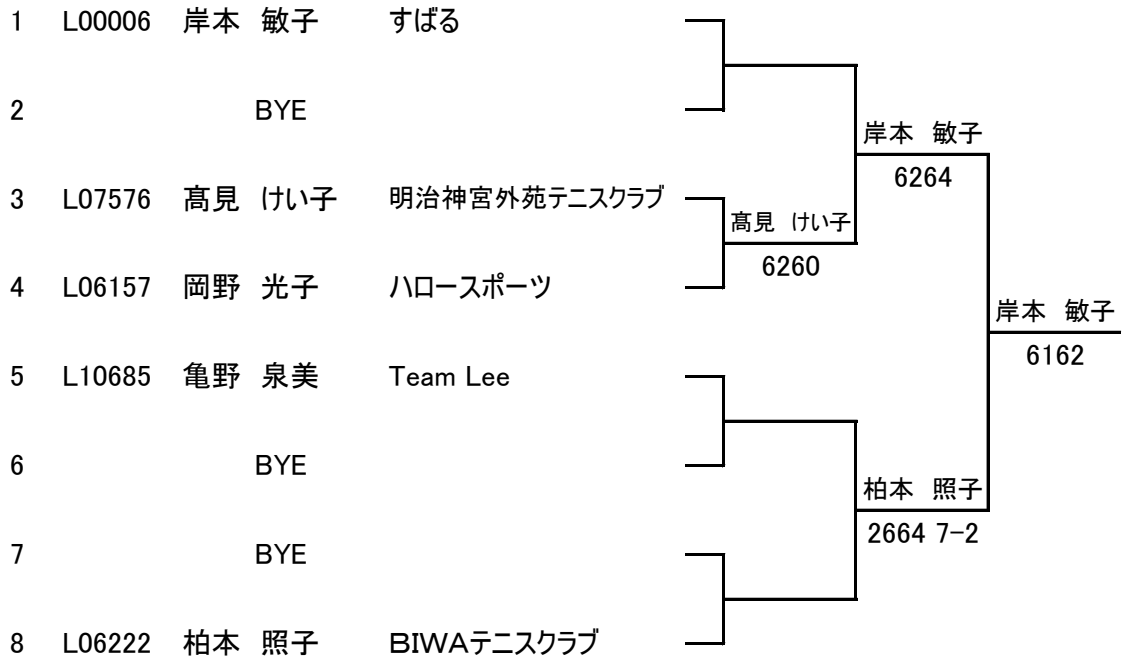 1 L00006 岸本 敏子 すばる
2 BYE
岸本 敏子
6264
3 L07576 髙見 けい子 明治神宮外苑テニスクラブ
髙見 けい子
6260
4 L06157 岡野 光子 ハロースポーツ
岸本 敏子
6162
5 L10685 亀野 泉美 Team Lee
6 BYE
柏本 照子
2664 7-2
7 BYE
8 L06222 柏本 照子 BIWAテニスクラブ